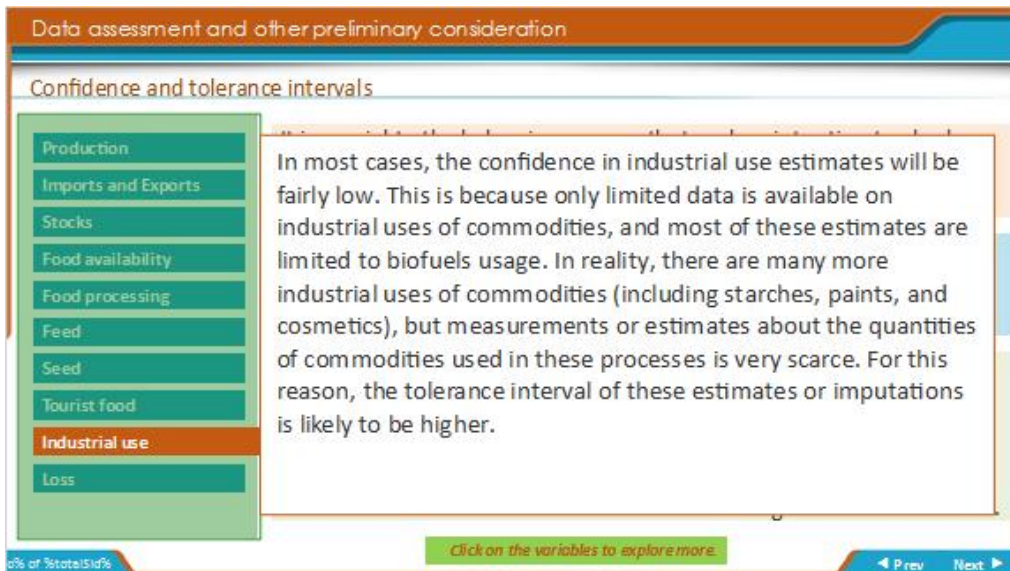 Data assessment and other preliminary consideration
Confidence and tolerance intervals
Production
Imports and Exports
Stocks
Food availability
Food processing
Feed
Seed
Tourist food
Industrial use
Loss
In most cases, the confidence in industrial use estimates will be
fairly low. This is because only limited data is available on
industrial uses of commodities, and most of these estimates are
limited to biofuels usage. In reality, there are many more
industrial uses of commodities (including starches, paints, and
cosmetics), but measurements or estimates about the quantities
of commodities used in these processes is very scarce. For this
reason, the tolerance interval of these estimates or imputations
is likely to be higher.
Click on the variables to explore more.
% of %totalSld%
Prev Next